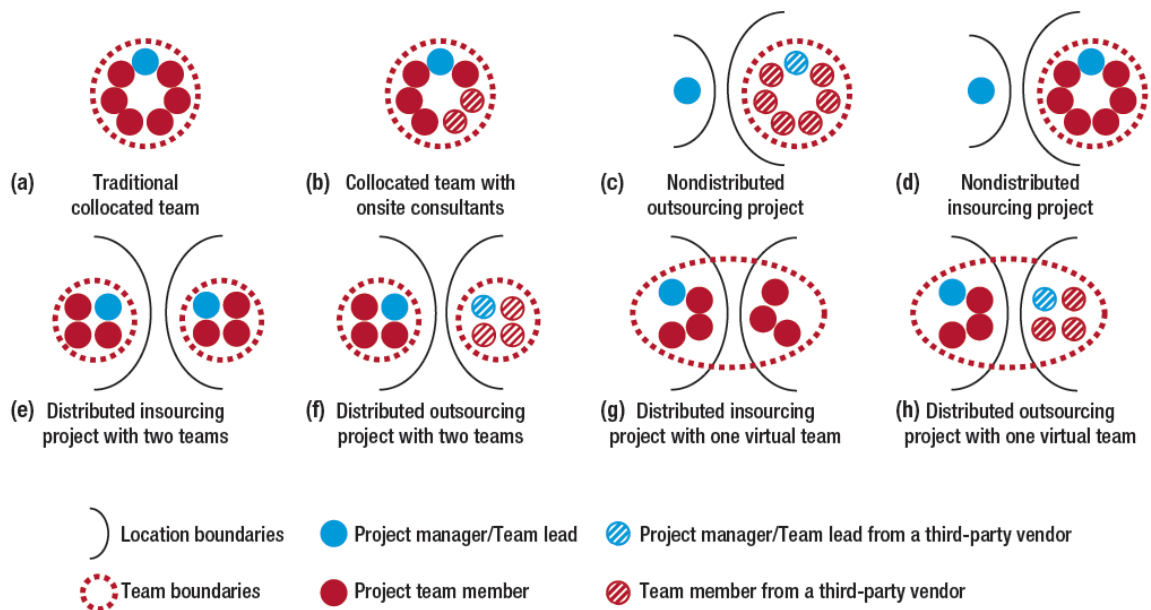 (a) Traditional
collocated team
(b) Collocated team with
onsite consultants
(c) Nondistributed
outsourcing project
(d) Nondistributed
insourcing project
(e) Distributed insourcing
project with two teams
(f) Distributed outsourcing
project with two teams
(g) Distributed insourcing
project with one virtual team
(h) Distributed outsourcing
project with one virtual team
Location boundaries
Project manager/Team lead
Project manager/Team lead from a third-party vendor
Team boundaries
Project team member
Team member from a third-party vendor